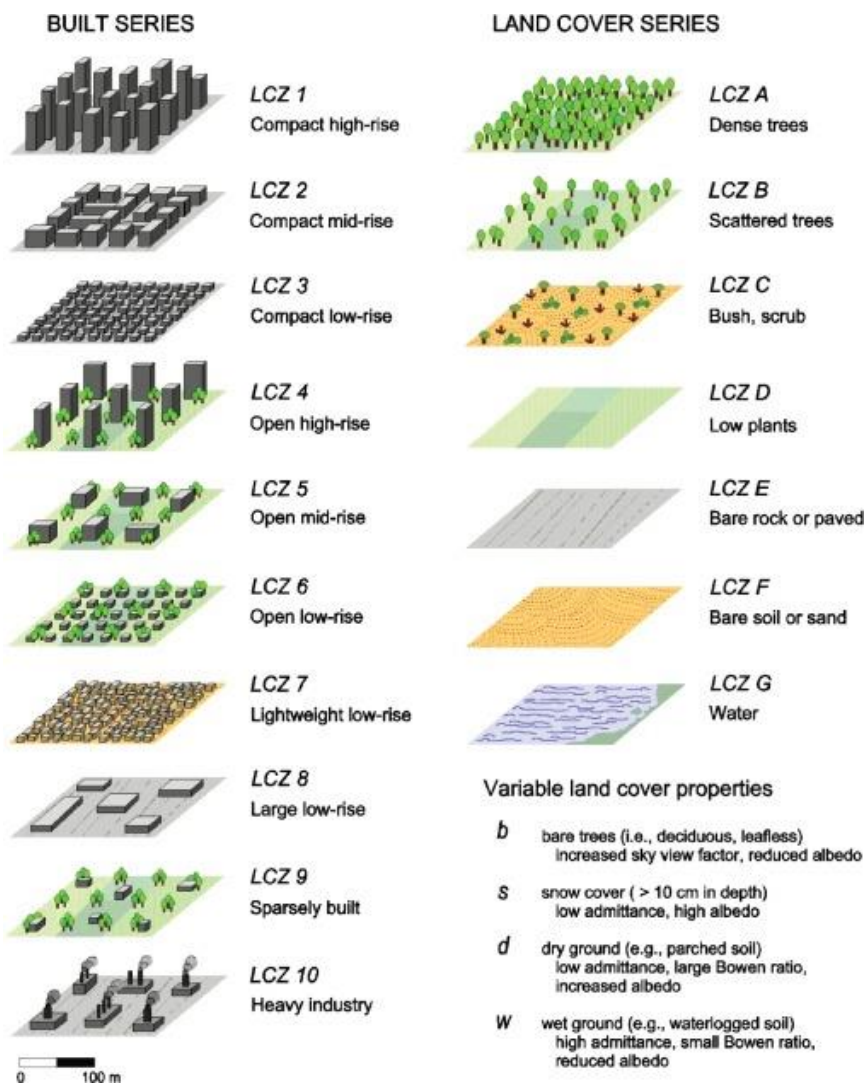 BUILT SERIES
LCZ 1
Compact high-rise
LCZ 2
Compact mid-rise
LCZ 3
Compact low-rise
LCZ 4
Open high-rise
LCZ 5
Open mid-rise
LCZ 6
Open low-rise
LCZ 7
Lightweight low-rise
LCZ 8
Large low-rise
LCZ 9
Sparsely built
LCZ 10
Heavy industry
0 100 m
LAND COVER SERIES
LCZ A
Dense trees
LCZ B
Scattered trees
LCZ C
Bush, scrub
LCZ D
Low plants
LCZ E
Bare rock or paved
LCZ F
Bare soil or sand
LCZ G
Water
Variable land cover properties
b bare trees (i.e., deciduous, leafless)
increased sky view factor, reduced albedo
s snow cover ( > 10 cm in depth)
low admittance, high albedo
d dry ground (e.g., parched soil)
low admittance, large Bowen ratio,
increased albedo
w wet ground (e.g., waterlogged soil)
high admittance, small Bowen ratio,
reduced albedo